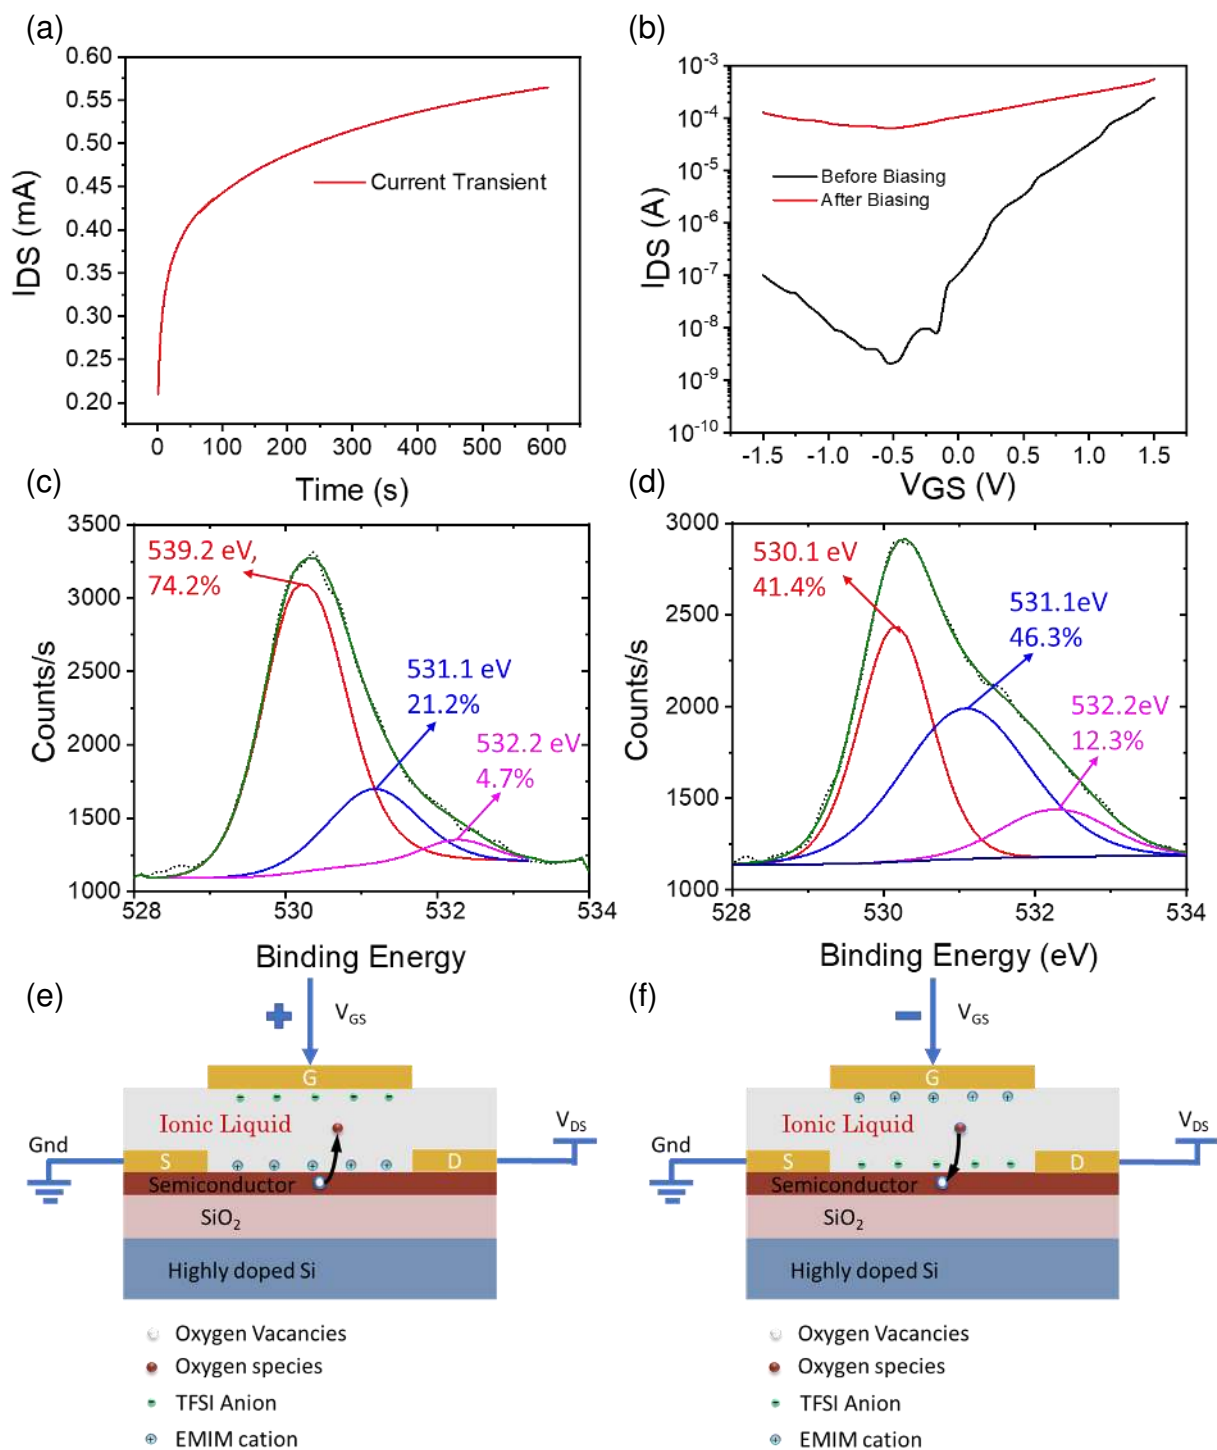 (a)
0.60
0.55
0.50
0.45
0.40
0.35
0.30
0.25
0.20
IDS (mA)
Current Transient
0 100 200 300 400 500 600
Time (s)
(b)
10-3
10-4
10-5
10-6
10-7
10-8
10-9
10-10
IDS (A)
Before Biasing
After Biasing
-1.5 -1.0 -0.5 0.0 0.5 1.0 1.5
VGS (V)
(c)
3500
3000
2500
2000
1500
1000
Counts/s
539.2 eV,
74.2%
531.1 eV
21.2%
532.2 eV
4.7%
528 530 532 534
Binding Energy
(d)
3000
2500
2000
1500
1000
Counts/s
530.1 eV
41.4%
531.1eV
46.3%
532.2eV
12.3%
528 530 532 534
Binding Energy (eV)
(e)
+ VGS
G
- - - - -
Ionic Liquid
VDS
Gnd
S + + + + + D
Semiconductor
SiO2
Highly doped Si
Oxygen Vacancies
Oxygen species
- TFSI Anion
+ EMIM cation
(f)
- VGS
G
+ + + + +
Ionic Liquid
VDS
Gnd
S - - - - - D
Semiconductor
SiO2
Highly doped Si
Oxygen Vacancies
Oxygen species
- TFSI Anion
+ EMIM cation